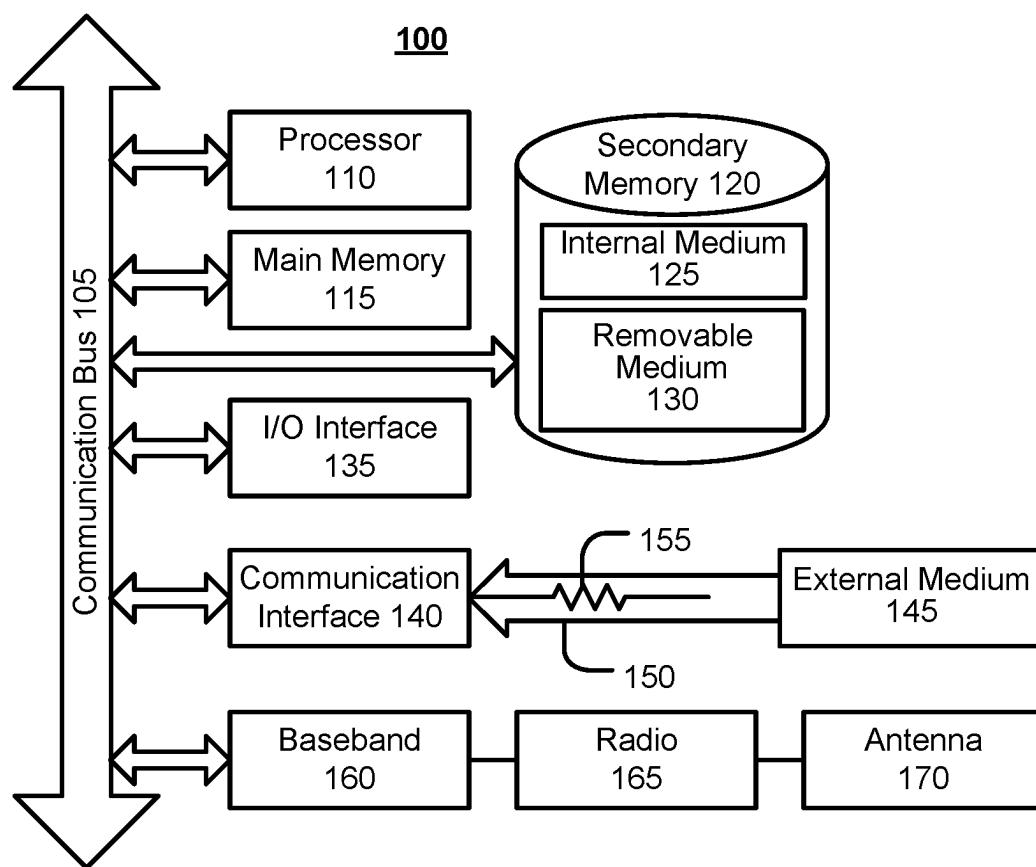 100
Communication Bus 105
Processor
110
Main Memory
115
Secondary
Memory 120
Internal Medium
125
Removable
Medium
130
I/O Interface
135
Communication
Interface 140
155
150
External Medium
145
Baseband
160
Radio
165
Antenna
170